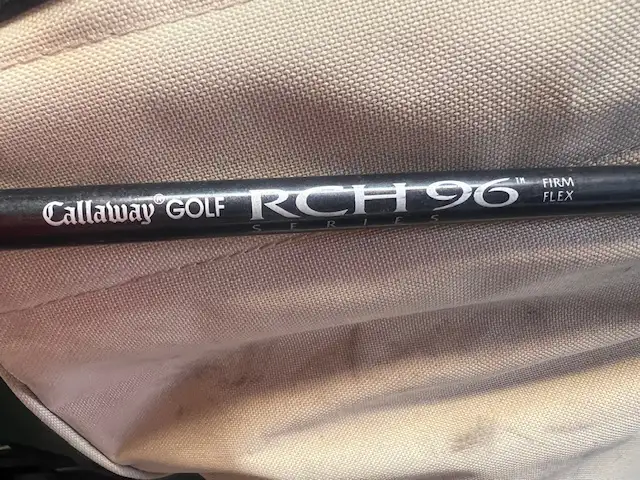 Callaway® GOLF RCH 96™ FIRM
FLEX
SERIES